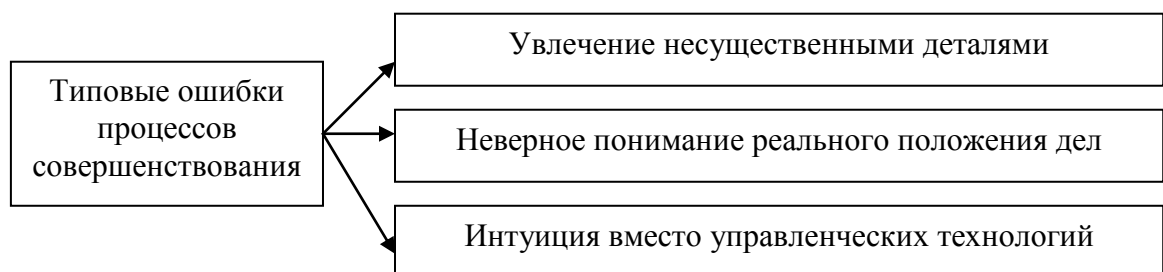 Типовые ошибки
процессов
совершенствования
Увлечение несущественными деталями
Неверное понимание реального положения дел
Интуиция вместо управленческих технологий